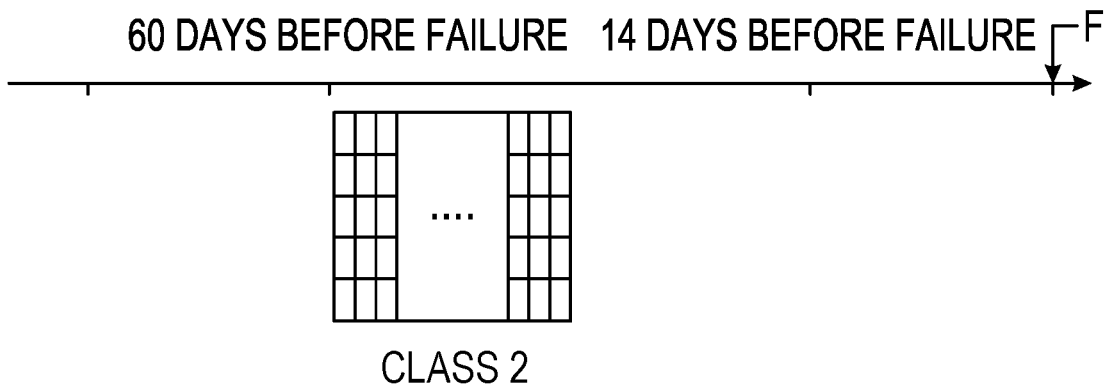 60 DAYS BEFORE FAILURE 14 DAYS BEFORE FAILURE F
....
CLASS 2